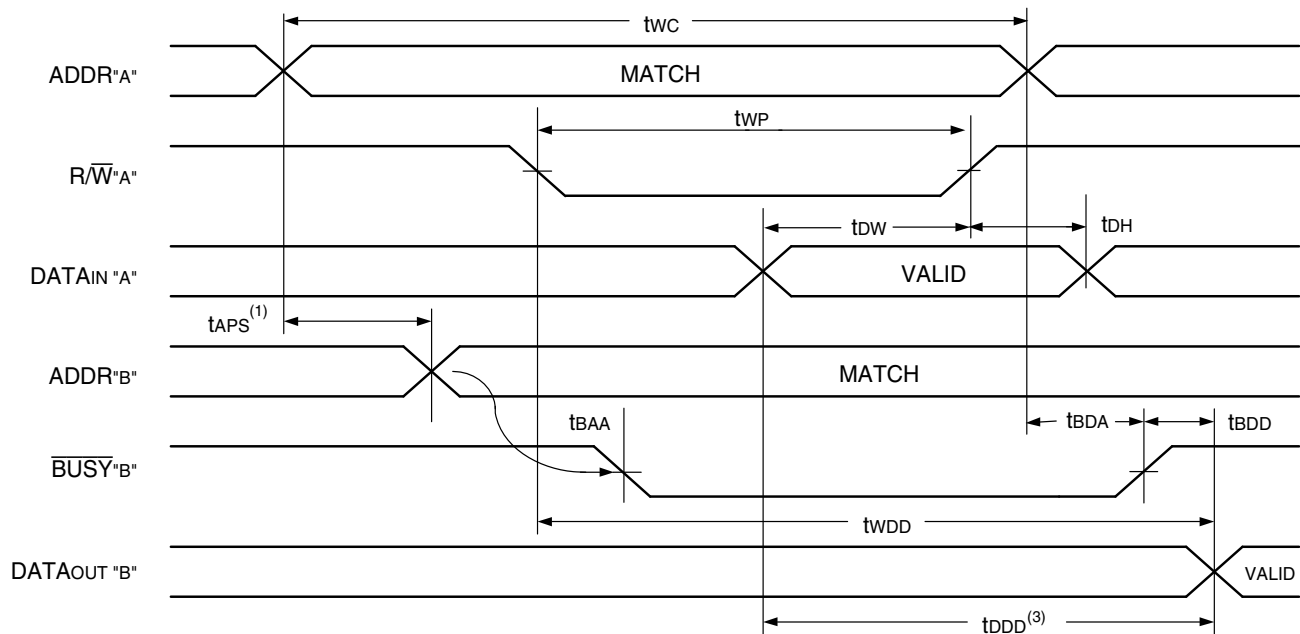 tWC
ADDR"A"
MATCH
tWP
R/W̅"A"
tDW
tDH
DATAIN "A"
VALID
tAPS(1)
ADDR"B"
MATCH
tBAA
tBDA
tBDD
B̅U̅S̅Y̅"B"
tWDD
DATAOUT "B"
VALID
tDDD(3)